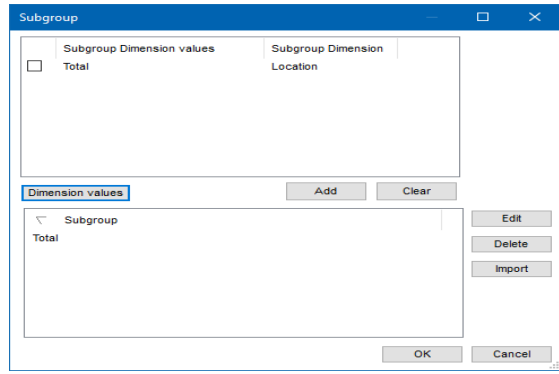 Subgroup
Subgroup Dimension values Subgroup Dimension
Total Location
Dimension values Add Clear
Subgroup
Total
Edit
Delete
Import
OK Cancel